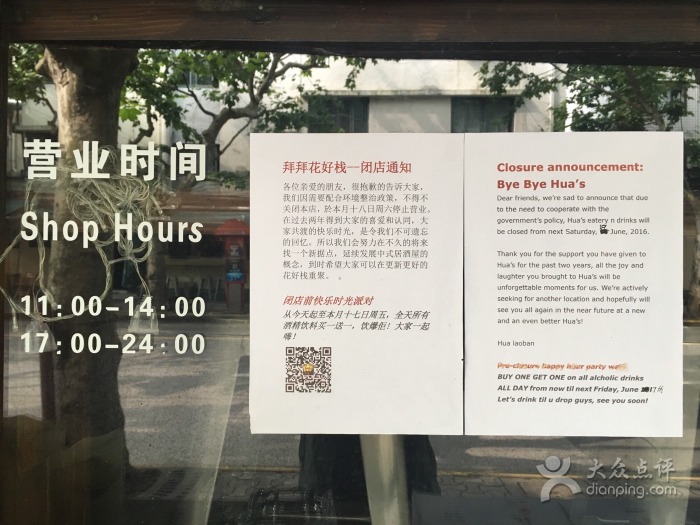 营业时间
Shop Hours
11:00-14:00
17:00-24:00
拜拜花好栈--闭店通知
各位亲爱的朋友，很抱歉的告诉大家，
我们因需要配合环境整治政策，不得不
关闭本店，於本月十八日周六停止营业。
在过去两年得到大家的喜爱和认同，大
家共渡的快乐光阴，是令我们不可遗忘
的回忆。所以我们会努力在不久的将来
找一个新据点，延续发展中式居酒屋的
概念，到时希望大家可以在更新更好的
花好栈重聚。 。
闭店前快乐时光派对
从今天起至本月十七日周五，全天所有
酒精饮料买一送一，饮爆佢！大家一起
嗨！
Closure announcement:
Bye Bye Hua's
Dear friends, we're sad to announce that due
to the need to cooperate with the
government's policy, Hua's eatery n drinks will
be closed from next Saturday, June, 2016.
Thank you for the support you have given to
Hua's for the past two years, all the joy and
laughter you brought to Hua's will be
unforgettable moments for us. We're actively
seeking for another location and hopefully will
see you all again in the near future at a new
and an even better Hua's!
Hua laoban
Pre-closure happy hour party week
BUY ONE GET ONE on all alcholic drinks
ALL DAY from now til next Friday, June 17th
Let's drink til u drop guys, see you soon!
大众点评
dianping.com